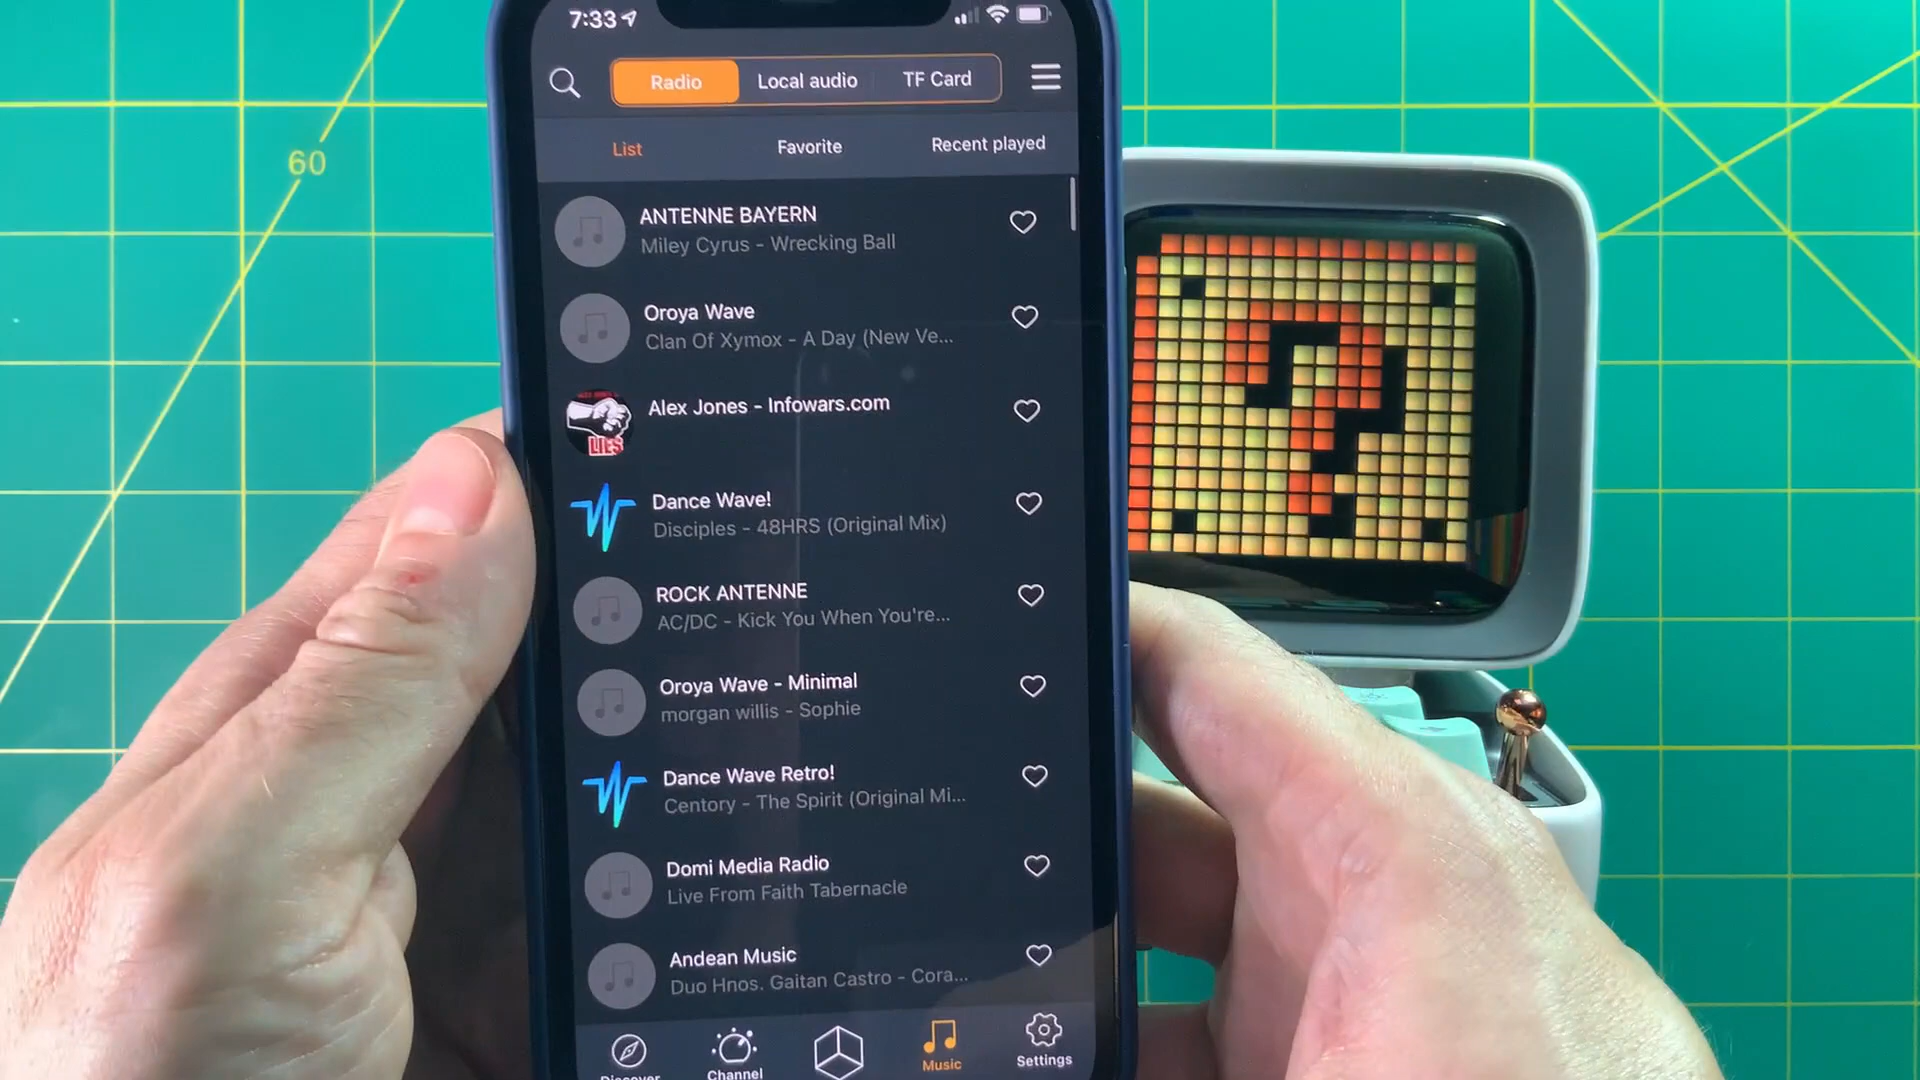 7:33
Radio
Local audio
TF Card
List
Favorite
Recent played
60
ANTENNE BAYERN
Miley Cyrus - Wrecking Ball
Oroya Wave
Clan Of Xymox - A Day (New Ve...
Alex Jones - Infowars.com
LIES
Dance Wave!
Disciples - 48HRS (Original Mix)
ROCK ANTENNE
AC/DC - Kick You When You're...
Oroya Wave - Minimal
morgan willis - Sophie
Dance Wave Retro!
Centory - The Spirit (Original Mi...
Domi Media Radio
Live From Faith Tabernacle
Andean Music
Duo Hnos. Gaitan Castro - Cora...
Discover
Channel
Music
Settings